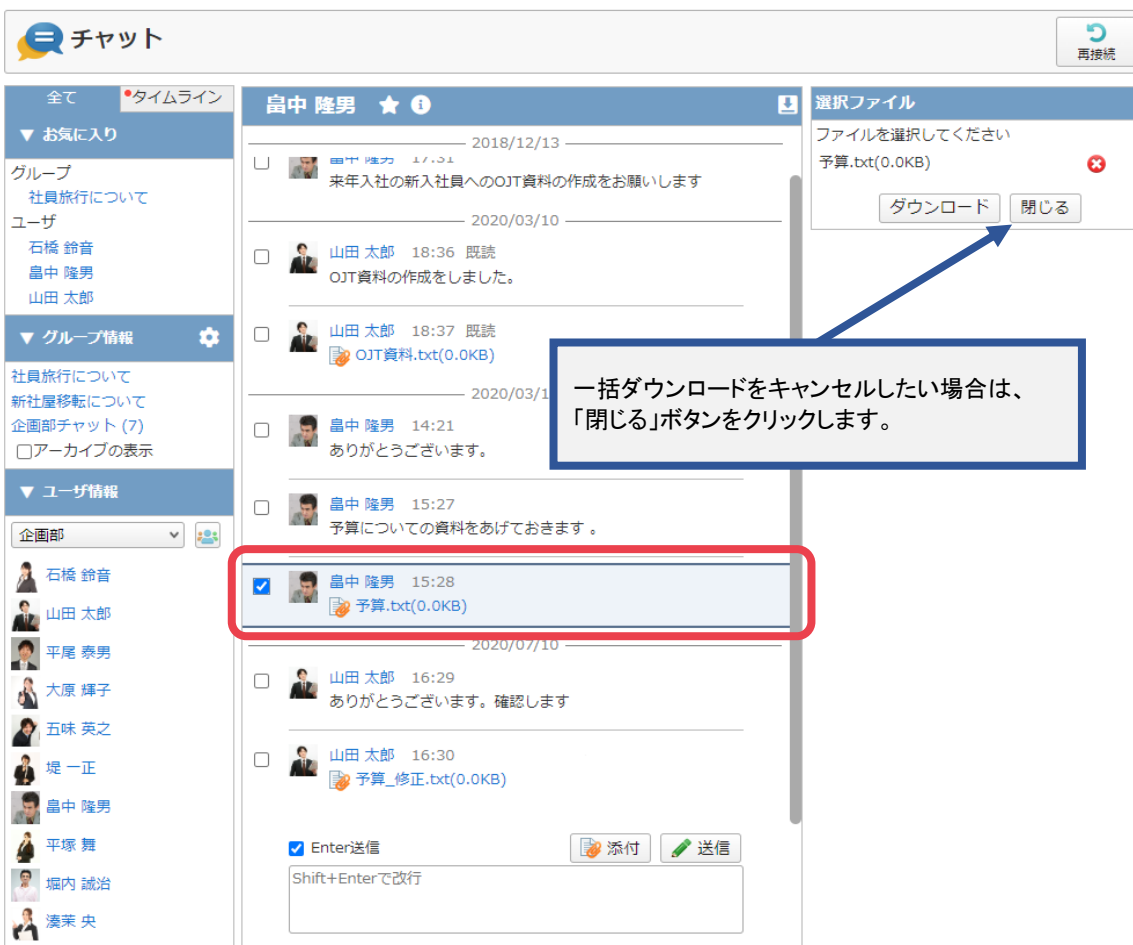 チャット
再接続
全て
タイムライン
▼ お気に入り
グループ
社員旅行について
ユーザ
石橋 鈴音
畠中 隆男
山田 太郎
▼ グループ情報
社員旅行について
新社屋移転について
企画部チャット (7)
アーカイブの表示
▼ ユーザ情報
企画部
石橋 鈴音
山田 太郎
平尾 泰男
大原 輝子
五味 英之
堤 一正
畠中 隆男
平塚 舞
堀内 誠治
湊茉 央
畠中 隆男
2018/12/13
畠中 隆男 17:31
来年入社の新入社員へのOJT資料の作成をお願いします
2020/03/10
山田 太郎 18:36 既読
OJT資料の作成をしました。
山田 太郎 18:37 既読
OJT資料.txt(0.0KB)
2020/03/1
畠中 隆男 14:21
ありがとうございます。
畠中 隆男 15:27
予算についての資料をあげておきます 。
畠中 隆男 15:28
予算.txt(0.0KB)
2020/07/10
山田 太郎 16:29
ありがとうございます。確認します
山田 太郎 16:30
予算_修正.txt(0.0KB)
Enter送信
添付
送信
Shift+Enterで改行
選択ファイル
ファイルを選択してください
予算.txt(0.0KB)
ダウンロード
閉じる
一括ダウンロードをキャンセルしたい場合は、
「閉じる」ボタンをクリックします。